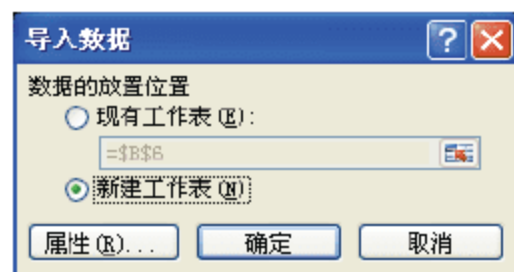 导入数据
数据的放置位置
现有工作表(E):
=$B$6
新建工作表(N)
属性(R)... 确定 取消